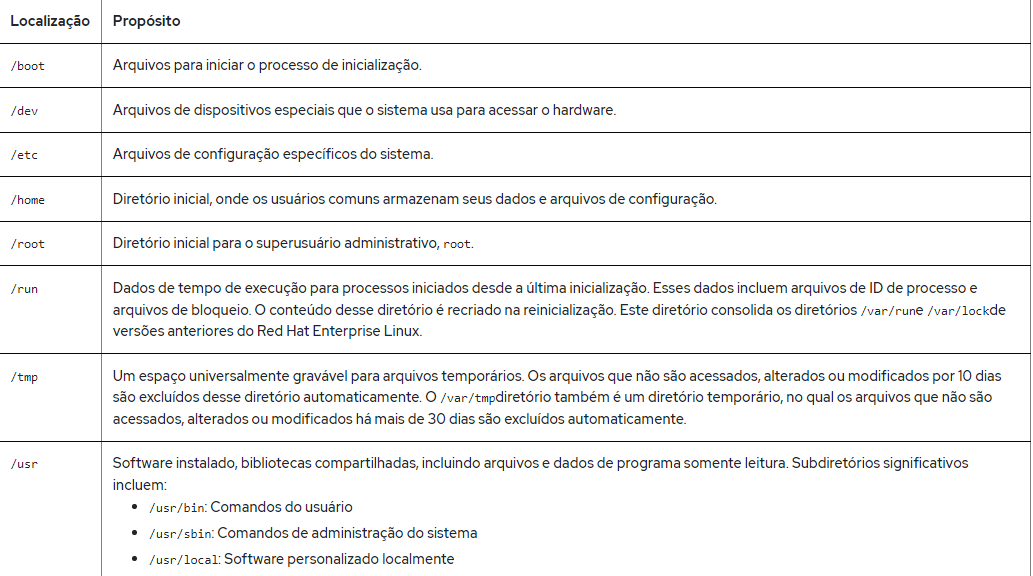 Localização Propósito
/boot Arquivos para iniciar o processo de inicialização.
/dev Arquivos de dispositivos especiais que o sistema usa para acessar o hardware.
/etc Arquivos de configuração específicos do sistema.
/home Diretório inicial, onde os usuários comuns armazenam seus dados e arquivos de configuração.
/root Diretório inicial para o superusuário administrativo, root.
/run Dados de tempo de execução para processos iniciados desde a última inicialização. Esses dados incluem arquivos de ID de processo e
arquivos de bloqueio. O conteúdo desse diretório é recriado na reinicialização. Este diretório consolida os diretórios /var/rune /var/lockde
versões anteriores do Red Hat Enterprise Linux.
/tmp Um espaço universalmente gravável para arquivos temporários. Os arquivos que não são acessados, alterados ou modificados por 10 dias
são excluídos desse diretório automaticamente. O /var/tmpdiretório também é um diretório temporário, no qual os arquivos que não são
acessados, alterados ou modificados há mais de 30 dias são excluídos automaticamente.
/usr Software instalado, bibliotecas compartilhadas, incluindo arquivos e dados de programa somente leitura. Subdiretórios significativos
incluem:
• /usr/bin: Comandos do usuário
• /usr/sbin: Comandos de administração do sistema
• /usr/local: Software personalizado localmente